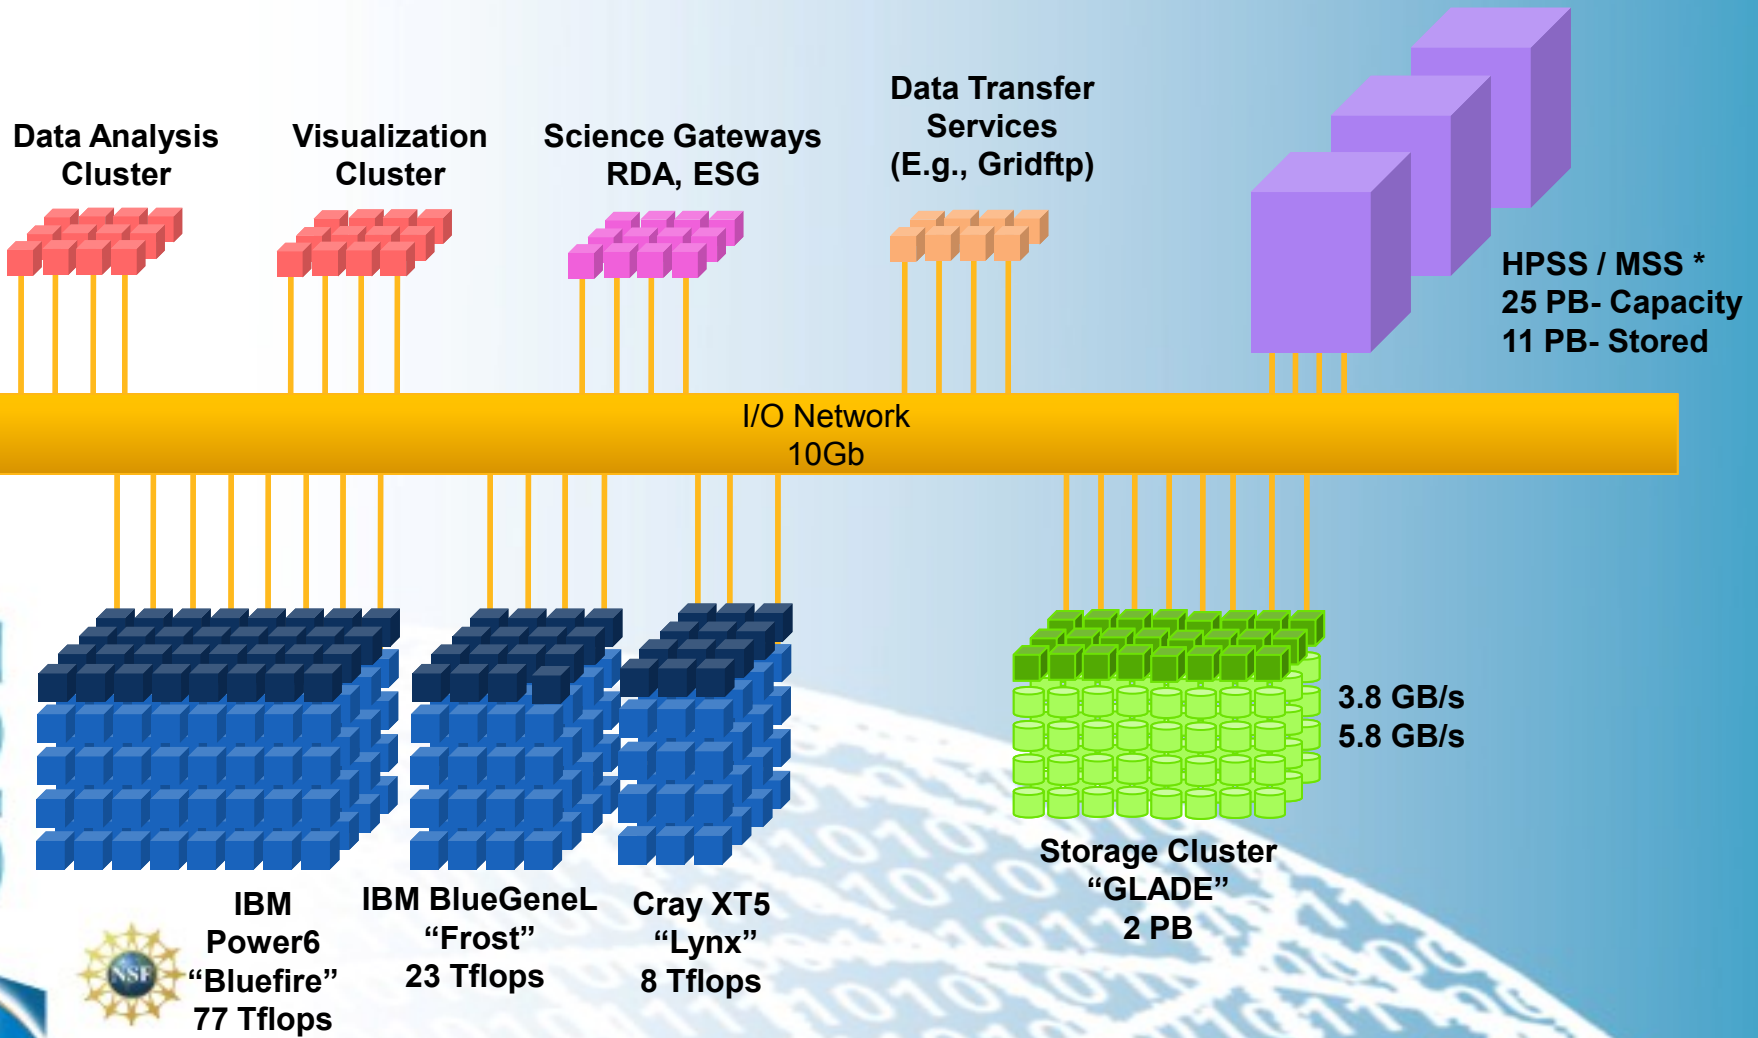 Data Analysis
Cluster
Visualization
Cluster
Science Gateways
RDA, ESG
Data Transfer
Services
(E.g., Gridftp)
HPSS / MSS *
25 PB- Capacity
11 PB- Stored
I/O Network
10Gb
3.8 GB/s
5.8 GB/s
IBM
Power6
“Bluefire”
77 Tflops
IBM BlueGeneL
“Frost”
23 Tflops
Cray XT5
“Lynx”
8 Tflops
Storage Cluster
“GLADE”
2 PB
NSF